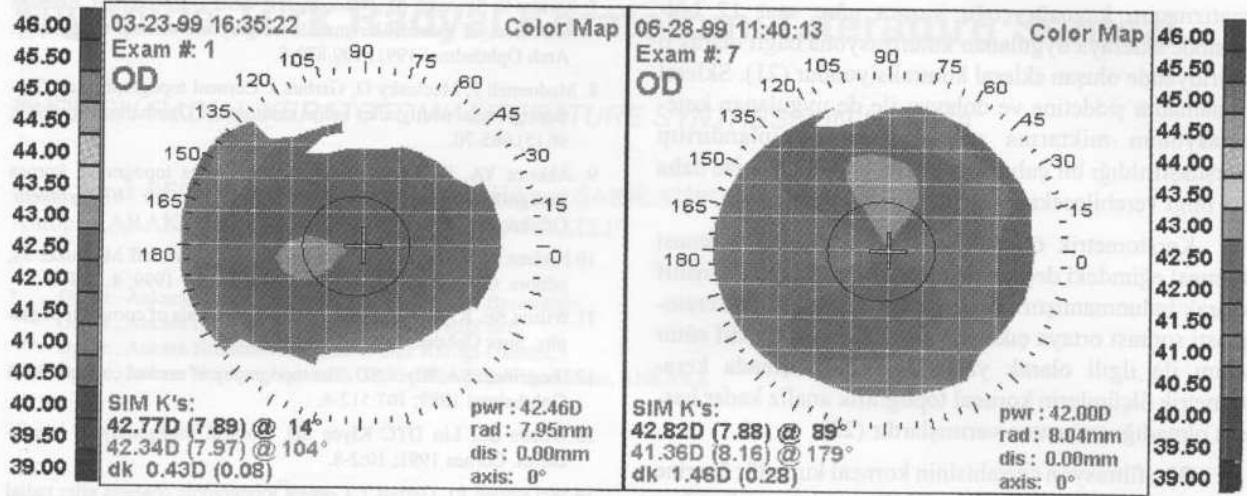 46.00
45.50
45.00
44.50
44.00
43.50
43.00
42.50
42.00
41.50
41.00
40.50
40.00
39.50
39.00
03-23-99 16:35:22
Color Map
Exam #: 1
OD
90
105
75
120
60
135
45
150
30
165
15
180
0
SIM K's:
42.77D (7.89) @ 14°
42.34D (7.97) @ 104°
dk 0.43D (0.08)
pwr : 42.46D
rad : 7.95mm
dis : 0.00mm
axis: 0°
06-28-99 11:40:13
Color Map
Exam #: 7
OD
90
105
75
120
60
135
45
150
30
165
15
180
0
SIM K's:
42.82D (7.88) @ 89°
41.36D (8.16) @ 179°
dk 1.46D (0.28)
pwr : 42.00D
rad : 8.04mm
dis : 0.00mm
axis: 0°
46.00
45.50
45.00
44.50
44.00
43.50
43.00
42.50
42.00
41.50
41.00
40.50
40.00
39.50
39.00